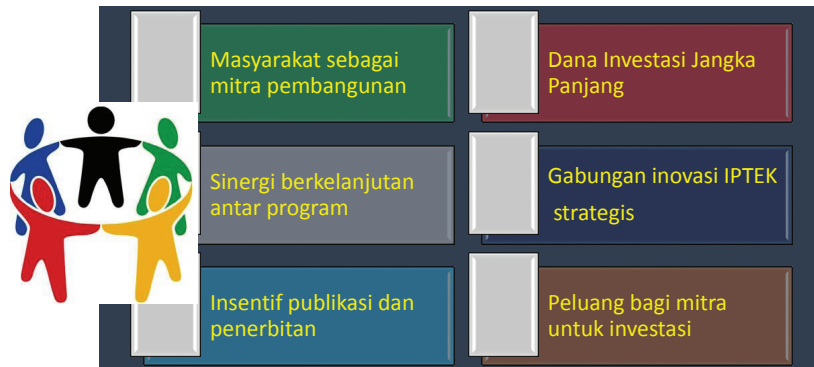 Masyarakat sebagai
mitra pembangunan
Dana Investasi Jangka
Panjang
Sinergi berkelanjutan
antar program
Gabungan inovasi IPTEK
strategis
Insentif publikasi dan
penerbitan
Peluang bagi mitra
untuk investasi